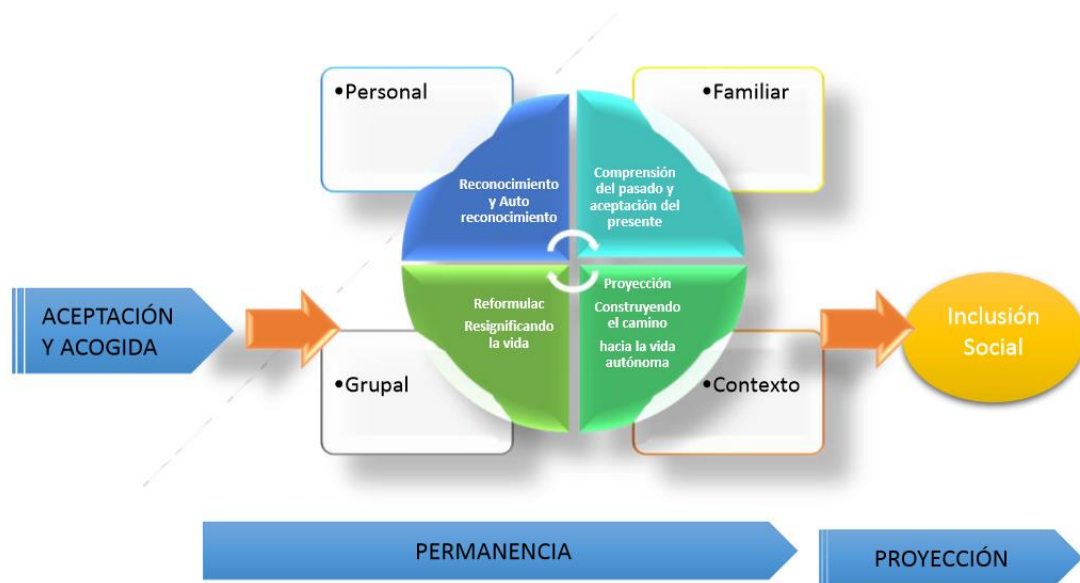 •Personal
•Familiar
Reconocimiento
y Auto
reconocimiento
Comprensión
del pasado y
aceptación del
presente
ACEPTACIÓN
Y ACOGIDA
Reformulac
Resignificando
la vida
Proyección
Construyendo
el camino
hacia la vida
autónoma
Inclusión
Social
•Grupal
•Contexto
PERMANENCIA
PROYECCIÓN